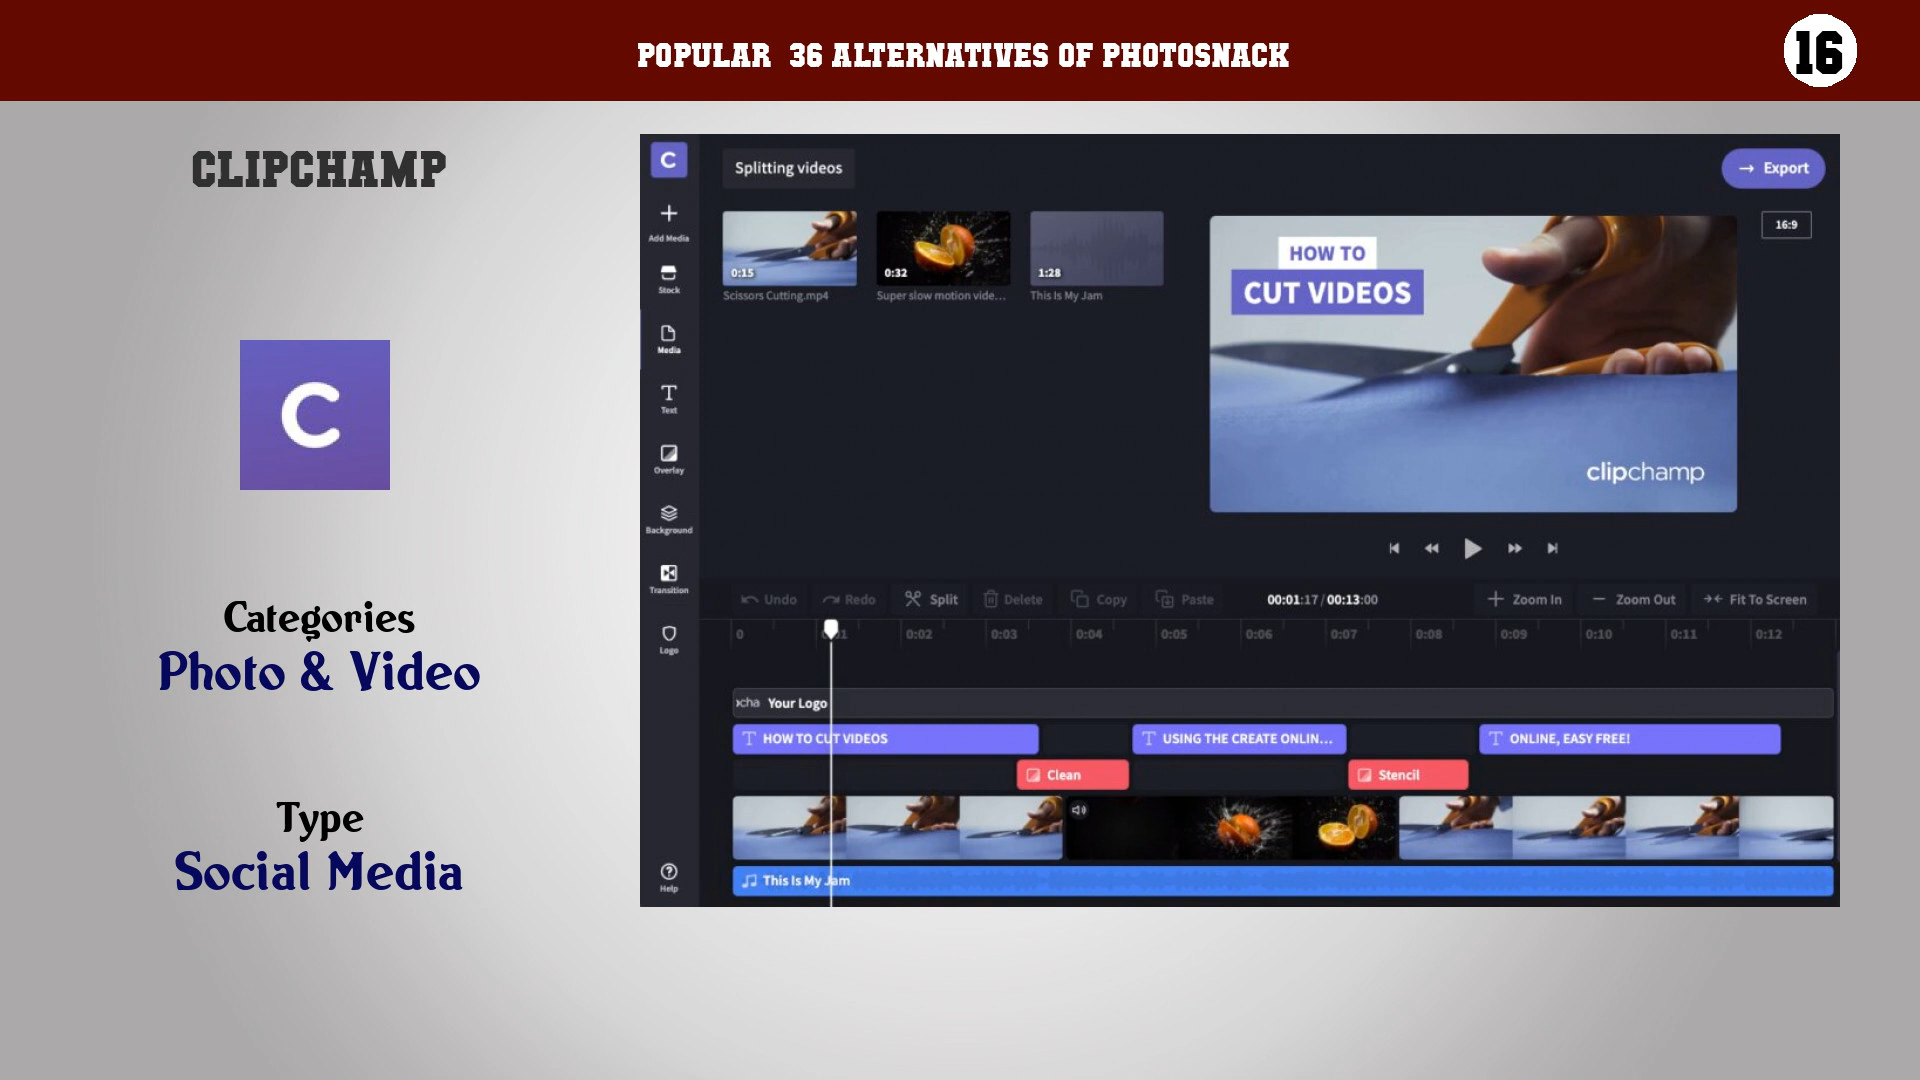 POPULAR 36 ALTERNATIVES OF PHOTOSNACK
16
CLIPCHAMP
C
Categories
Photo & Video
Type
Social Media
C
Splitting videos
Export
Add Media
Stock
Media
Text
Overlay
Background
Transition
Logo
Help
0:15
0:32
1:28
Scissors Cutting.mp4
Super slow motion vide...
This Is My Jam
16:9
HOW TO
CUT VIDEOS
clipchamp
Undo
Redo
Split
Delete
Copy
Paste
00:01:17/00:13:00
Zoom In
Zoom Out
Fit To Screen
0
0:02
0:03
0:04
0:05
0:06
0:07
0:08
0:09
0:10
0:11
0:12
cha Your Logo
HOW TO CUT VIDEOS
USING THE CREATE ONLIN...
ONLINE, EASY FREE!
Clean
Stencil
This Is My Jam